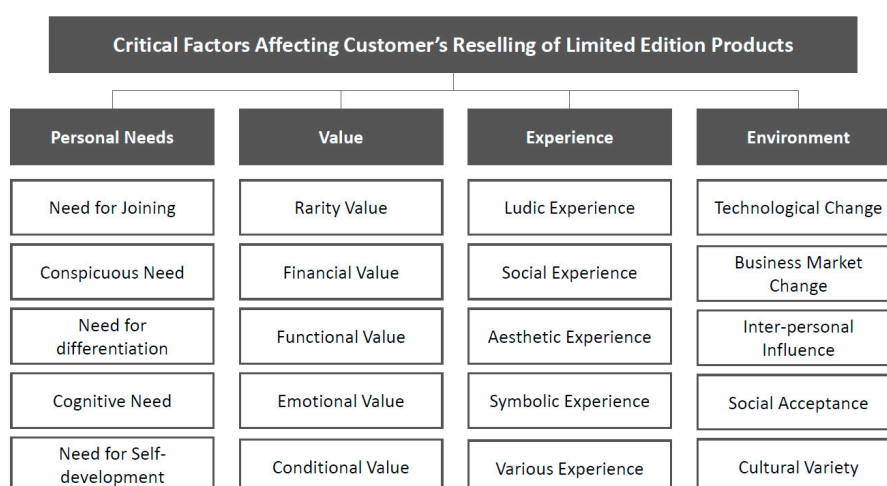 Critical Factors Affecting Customer's Reselling of Limited Edition Products
Personal Needs
Value
Experience
Environment
Need for Joining
Rarity Value
Ludic Experience
Technological Change
Conspicuous Need
Financial Value
Social Experience
Business Market
Change
Need for
differentiation
Functional Value
Aesthetic Experience
Inter-personal
Influence
Cognitive Need
Emotional Value
Symbolic Experience
Social Acceptance
Need for Self-
development
Conditional Value
Various Experience
Cultural Variety